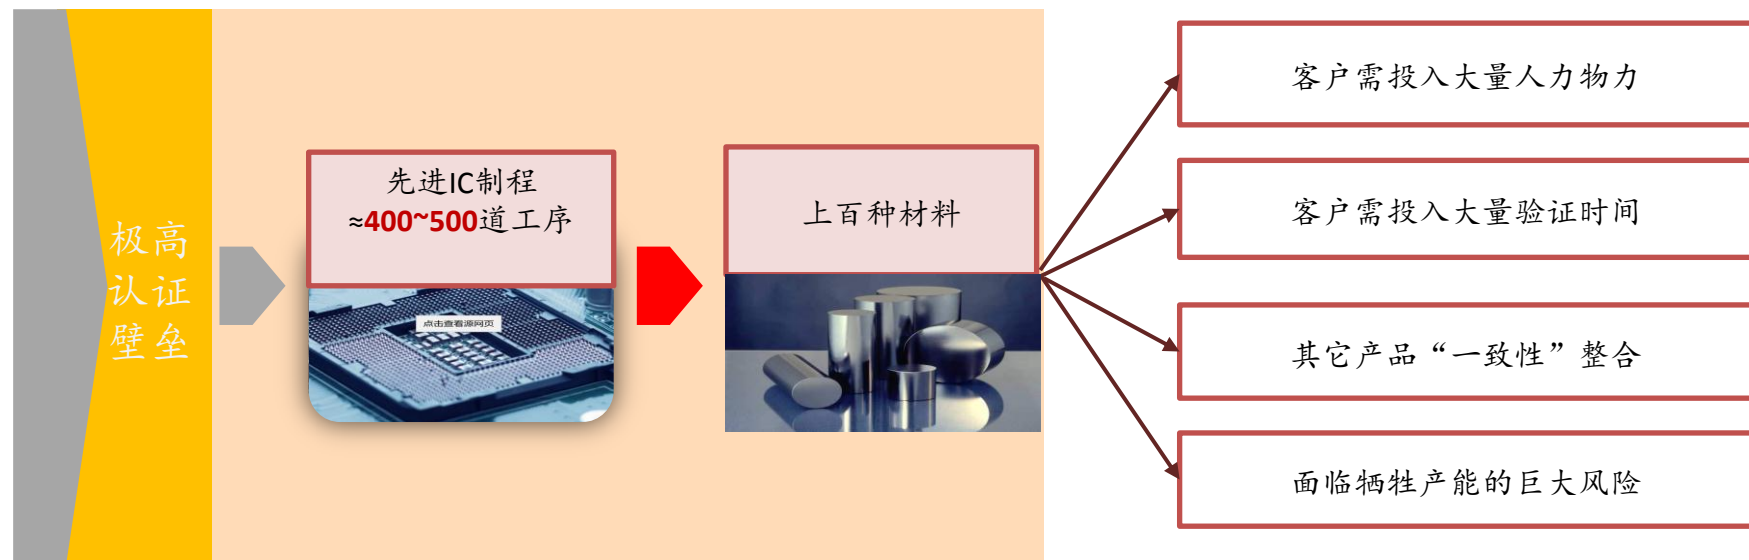 极高
认证
壁垒
先进IC制程
≈400~500道工序
点击查看源网页
上百种材料
客户需投入大量人力物力
客户需投入大量验证时间
其它产品“一致性”整合
面临牺牲产能的巨大风险